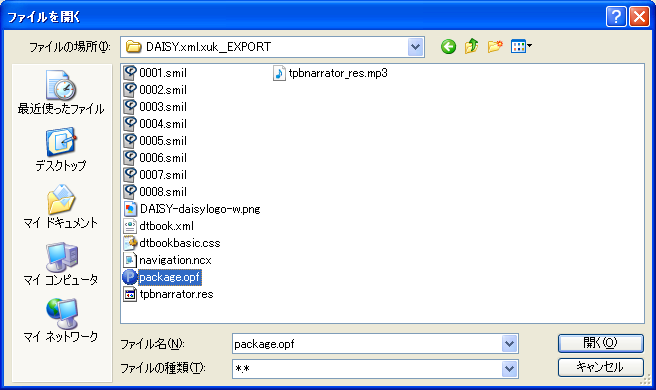 ファイルを開く
ファイルの場所(I):
DAISY.xml.xuk__EXPORT
最近使ったファイル
デスクトップ
マイ ドキュメント
マイ コンピュータ
マイ ネットワーク
0001.smil
0002.smil
0003.smil
0004.smil
0005.smil
0006.smil
0007.smil
0008.smil
DAISY-daisylogo-w.png
dtbook.xml
dtbookbasic.css
navigation.ncx
package.opf
tpbnarrator.res
tpbnarrator_res.mp3
ファイル名(N):
package.opf
開く(O)
ファイルの種類(T):
*.*
キャンセル